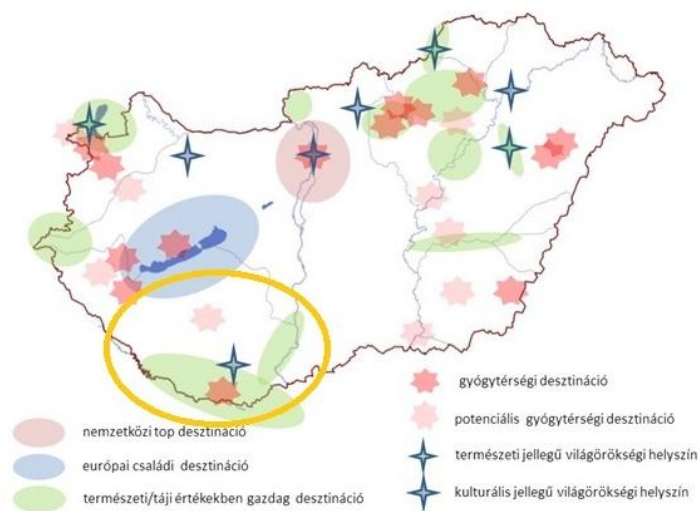 nemzetközi top desztináció
európai családi desztináció
természeti/táji értékekben gazdag desztináció
gyógytérségi desztináció
potenciális gyógytérségi desztináció
természeti jellegű világörökségi helyszín
kulturális jellegű világörökségi helyszín